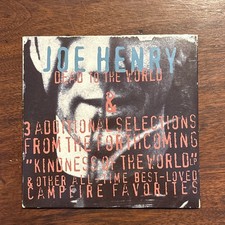 JOE HENRY
DEAD TO THE WORLD
&
3 ADDITIONAL SELECTIONS
FROM THE FORTHCOMING
"KINDNESS OF THE WORLD" LP
& OTHER ALL-TIME BEST-LOVED
CAMPFIRE FAVORITES